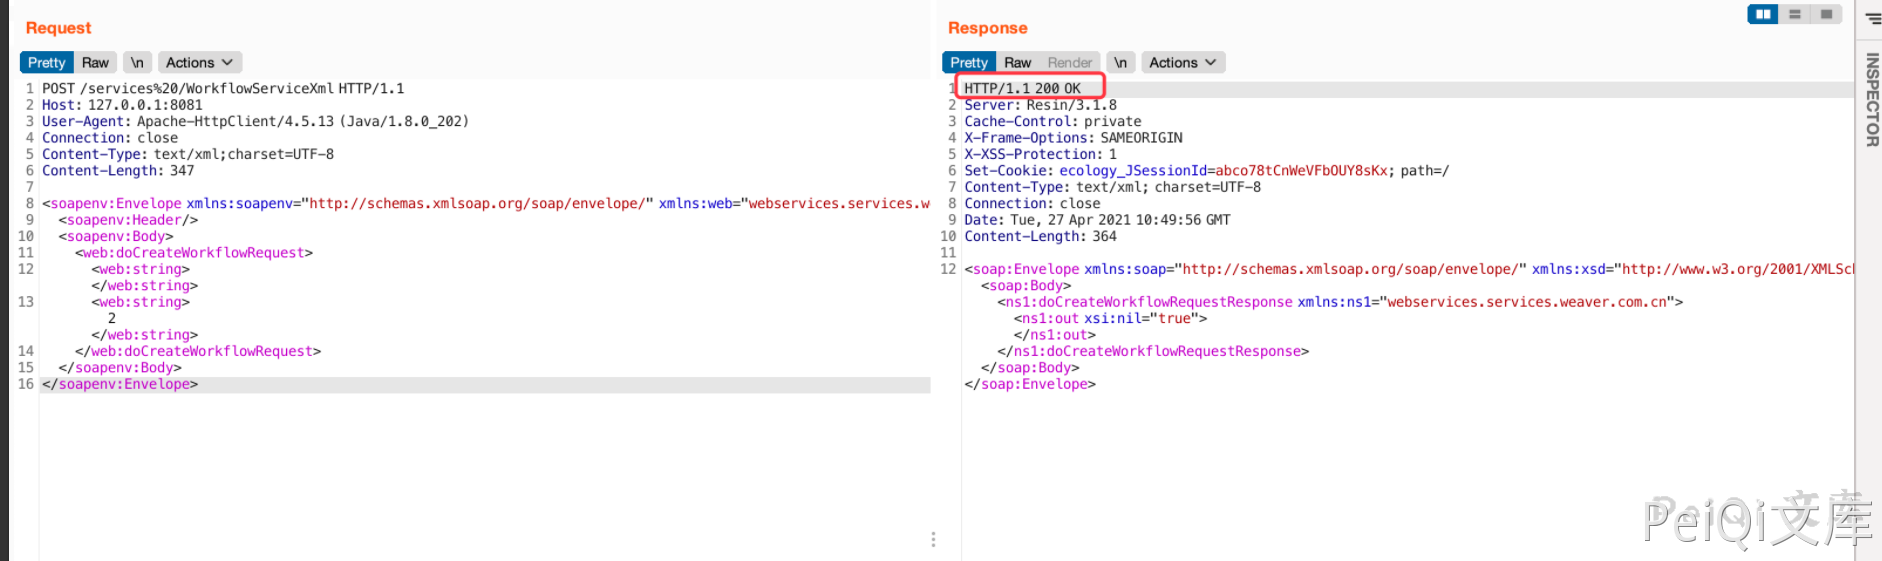 Request
Pretty Raw \n Actions
1 POST /services%20/WorkflowServiceXml HTTP/1.1
2 Host: 127.0.0.1:8081
3 User-Agent: Apache-HttpClient/4.5.13 (Java/1.8.0_202)
4 Connection: close
5 Content-Type: text/xml;charset=UTF-8
6 Content-Length: 347
7
8 <soapenv:Envelope xmlns:soapenv="http://schemas.xmlsoap.org/soap/envelope/" xmlns:web="webservices.services.w
9 <soapenv:Header/>
10 <soapenv:Body>
11 <web:doCreateWorkflowRequest>
12 <web:string>
</web:string>
13 <web:string>
2
</web:string>
14 </web:doCreateWorkflowRequest>
15 </soapenv:Body>
16 </soapenv:Envelope>
Response
Pretty Raw Render \n Actions
1 HTTP/1.1 200 OK
2 Server: Resin/3.1.8
3 Cache-Control: private
4 X-Frame-Options: SAMEORIGIN
5 X-XSS-Protection: 1
6 Set-Cookie: ecology_JSessionId=abco78tCnWeVFbOUY8sKx; path=/
7 Content-Type: text/xml; charset=UTF-8
8 Connection: close
9 Date: Tue, 27 Apr 2021 10:49:56 GMT
10 Content-Length: 364
11
12 <soap:Envelope xmlns:soap="http://schemas.xmlsoap.org/soap/envelope/" xmlns:xsd="http://www.w3.org/2001/XMLSc
<soap:Body>
<ns1:doCreateWorkflowRequestResponse xmlns:ns1="webservices.services.weaver.com.cn">
<ns1:out xsi:nil="true">
</ns1:out>
</ns1:doCreateWorkflowRequestResponse>
</soap:Body>
</soap:Envelope>
INSPECTOR
PeiQi文库
PeiQi文库